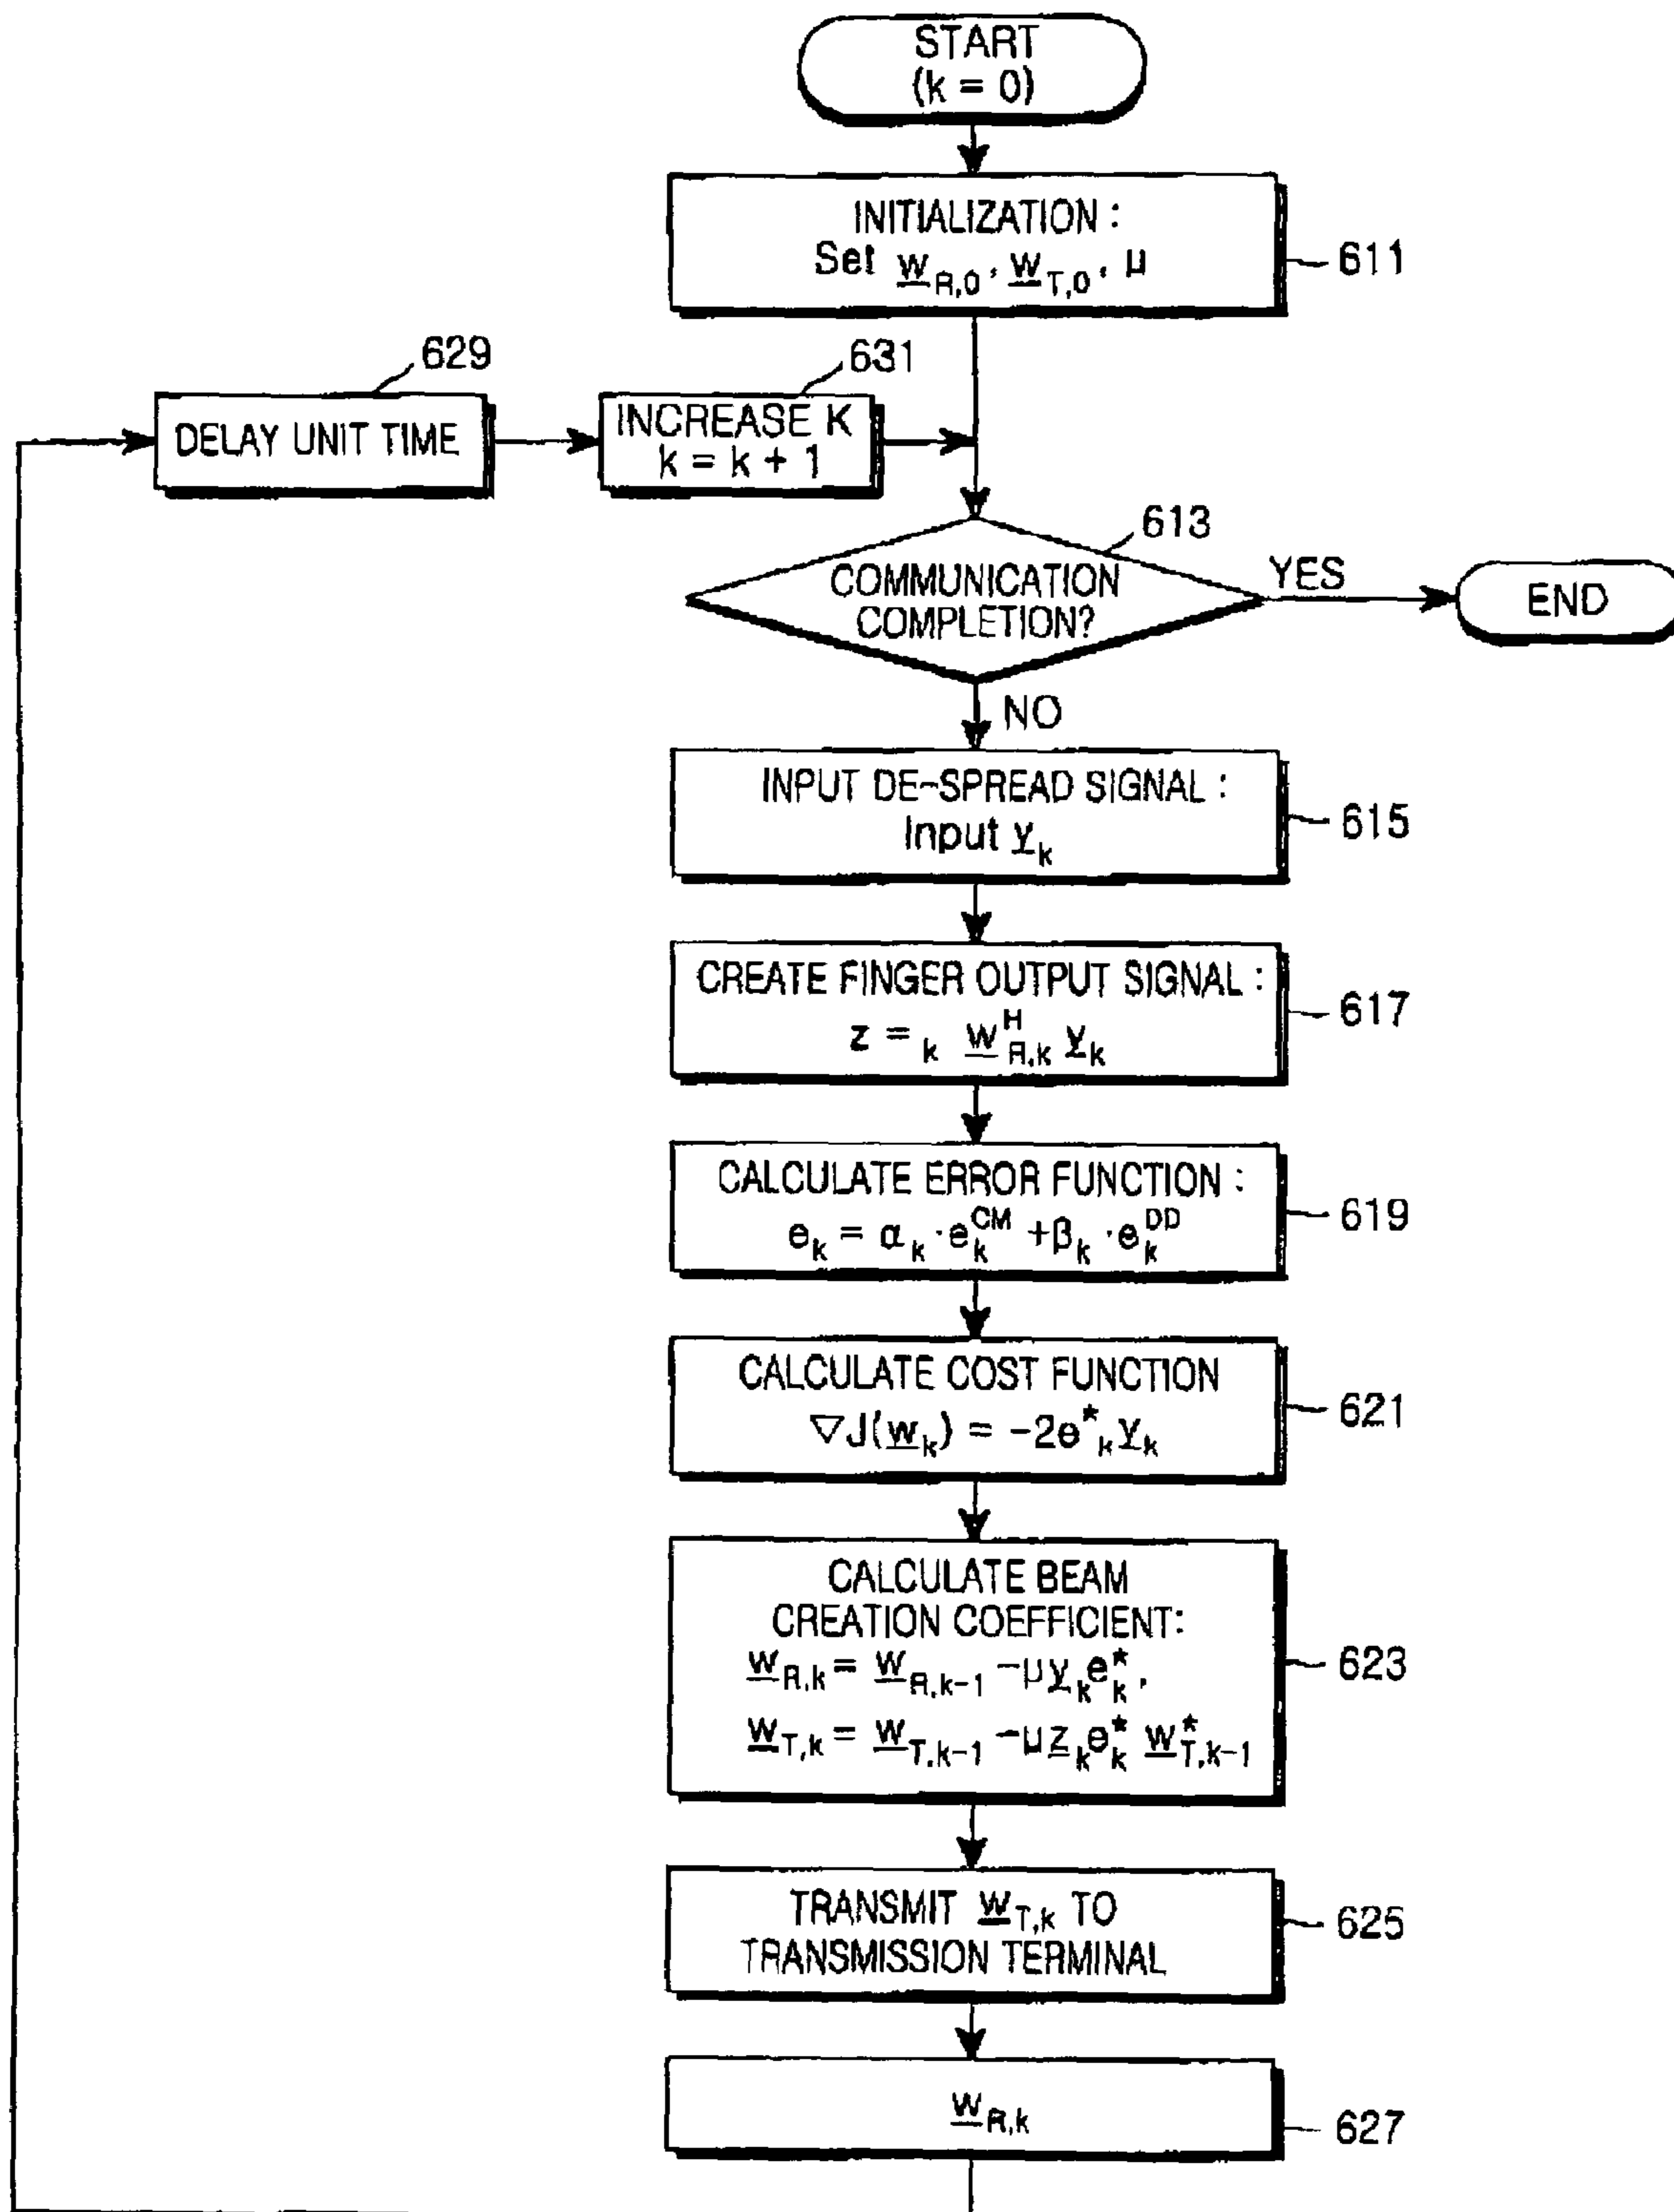 START
(k = 0)
INITIALIZATION :
Set w_R,0, w_T,0, μ
611
629
DELAY UNIT TIME
631
INCREASE K
k = k + 1
613
COMMUNICATION
COMPLETION?
YES
END
NO
INPUT DE-SPREAD SIGNAL :
Input y_k
615
CREATE FINGER OUTPUT SIGNAL :
z = _k w^H_R,k y_k
617
CALCULATE ERROR FUNCTION :
e_k = α_k · e_k^CM + β_k · e_k^DD
619
CALCULATE COST FUNCTION
∇J(w_k) = -2e*_k y_k
621
CALCULATE BEAM
CREATION COEFFICIENT:
w_R,k = w_R,k-1 -μ y_k e*_k,
w_T,k = w_T,k-1 -μ z_k e*_k w*_T,k-1
623
TRANSMIT w_T,k TO
TRANSMISSION TERMINAL
625
w_R,k
627